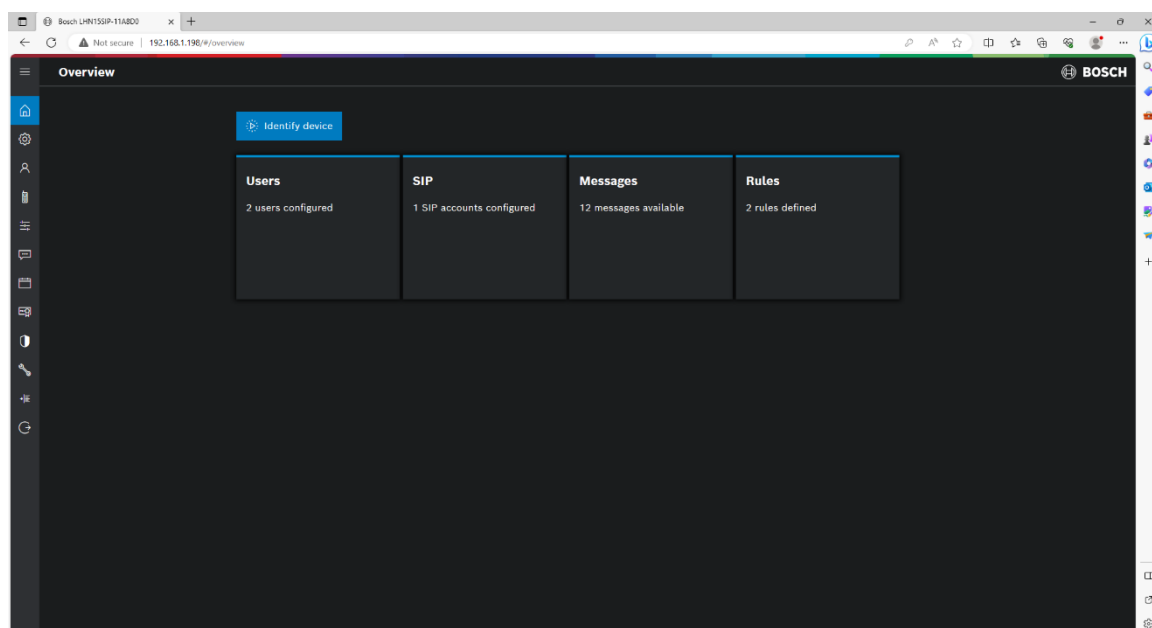 Bosch LHN15SIP-11A8D0
Not secure 192.168.1.198/#/overview
Overview
BOSCH
Identify device
Users
2 users configured
SIP
1 SIP accounts configured
Messages
12 messages available
Rules
2 rules defined